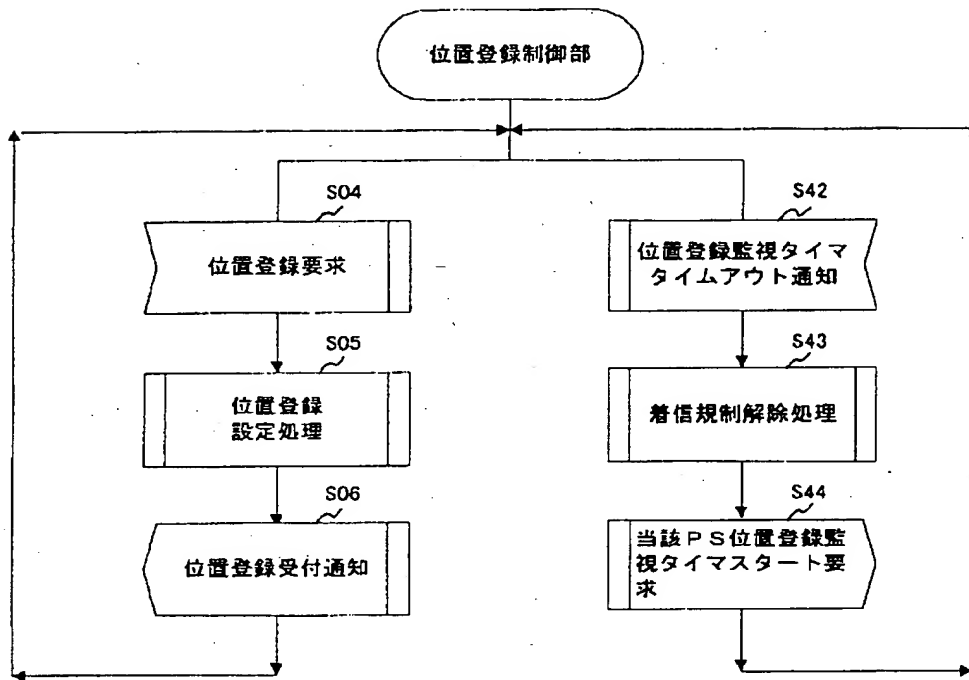 位置登録制御部
S04
位置登録要求
S05
位置登録
設定処理
S06
位置登録受付通知
S42
位置登録監視タイマ
タイムアウト通知
S43
着信規制解除処理
S44
当該PS位置登録監
視タイマスタート要
求